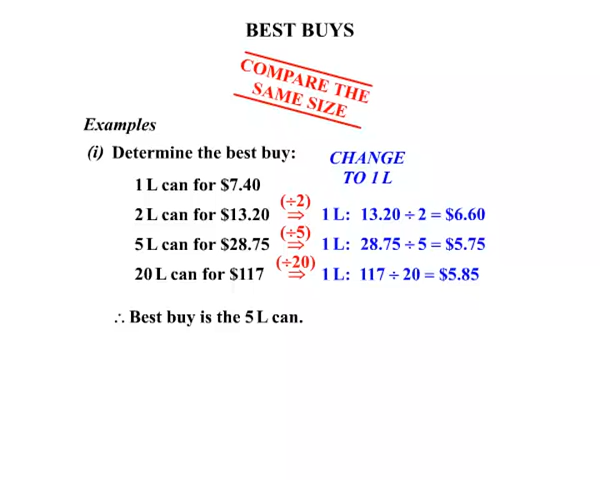 BEST BUYS
COMPARE THE
SAME SIZE
Examples
(i) Determine the best buy:
CHANGE
TO 1 L
1 L can for $7.40
2 L can for $13.20 (÷2) ⇒ 1 L: 13.20 ÷ 2 = $6.60
5 L can for $28.75 (÷5) ⇒ 1 L: 28.75 ÷ 5 = $5.75
20 L can for $117 (÷20) ⇒ 1 L: 117 ÷ 20 = $5.85
∴ Best buy is the 5 L can.